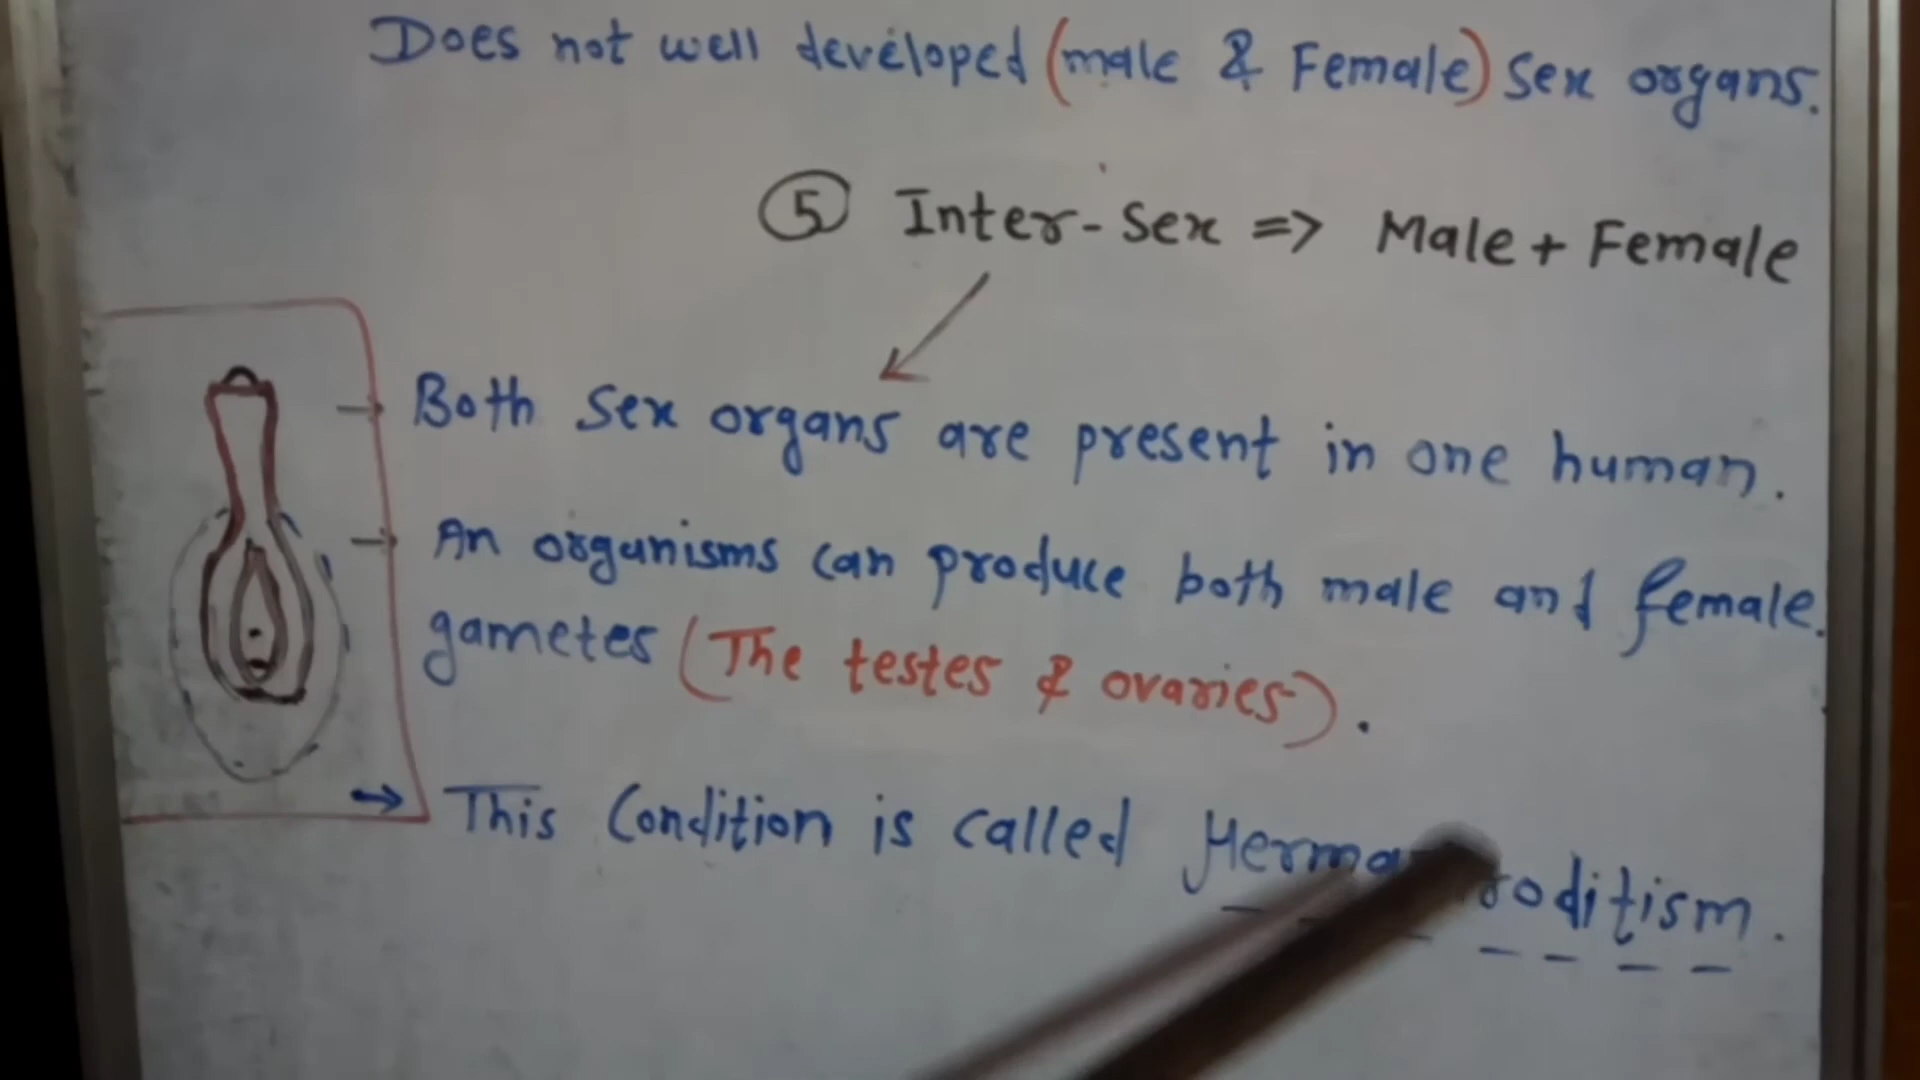 Does not well developed (male & Female) Sex organs.
⑤ Inter-Sex => Male + Female
→ Both Sex organs are present in one human.
→ An organisms can produce both male and female.
gametes (The testes & ovaries).
→ This Condition is called